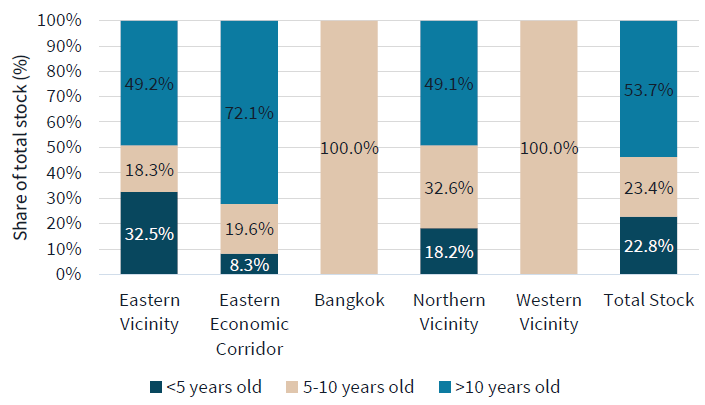 Share of total stock (%)
100%
90%
80%
70%
60%
50%
40%
30%
20%
10%
0%
49.2%
18.3%
32.5%
72.1%
19.6%
8.3%
100.0%
49.1%
32.6%
18.2%
100.0%
53.7%
23.4%
22.8%
Eastern
Vicinity
Eastern
Economic
Corridor
Bangkok
Northern
Vicinity
Western
Vicinity
Total Stock
<5 years old
5-10 years old
>10 years old